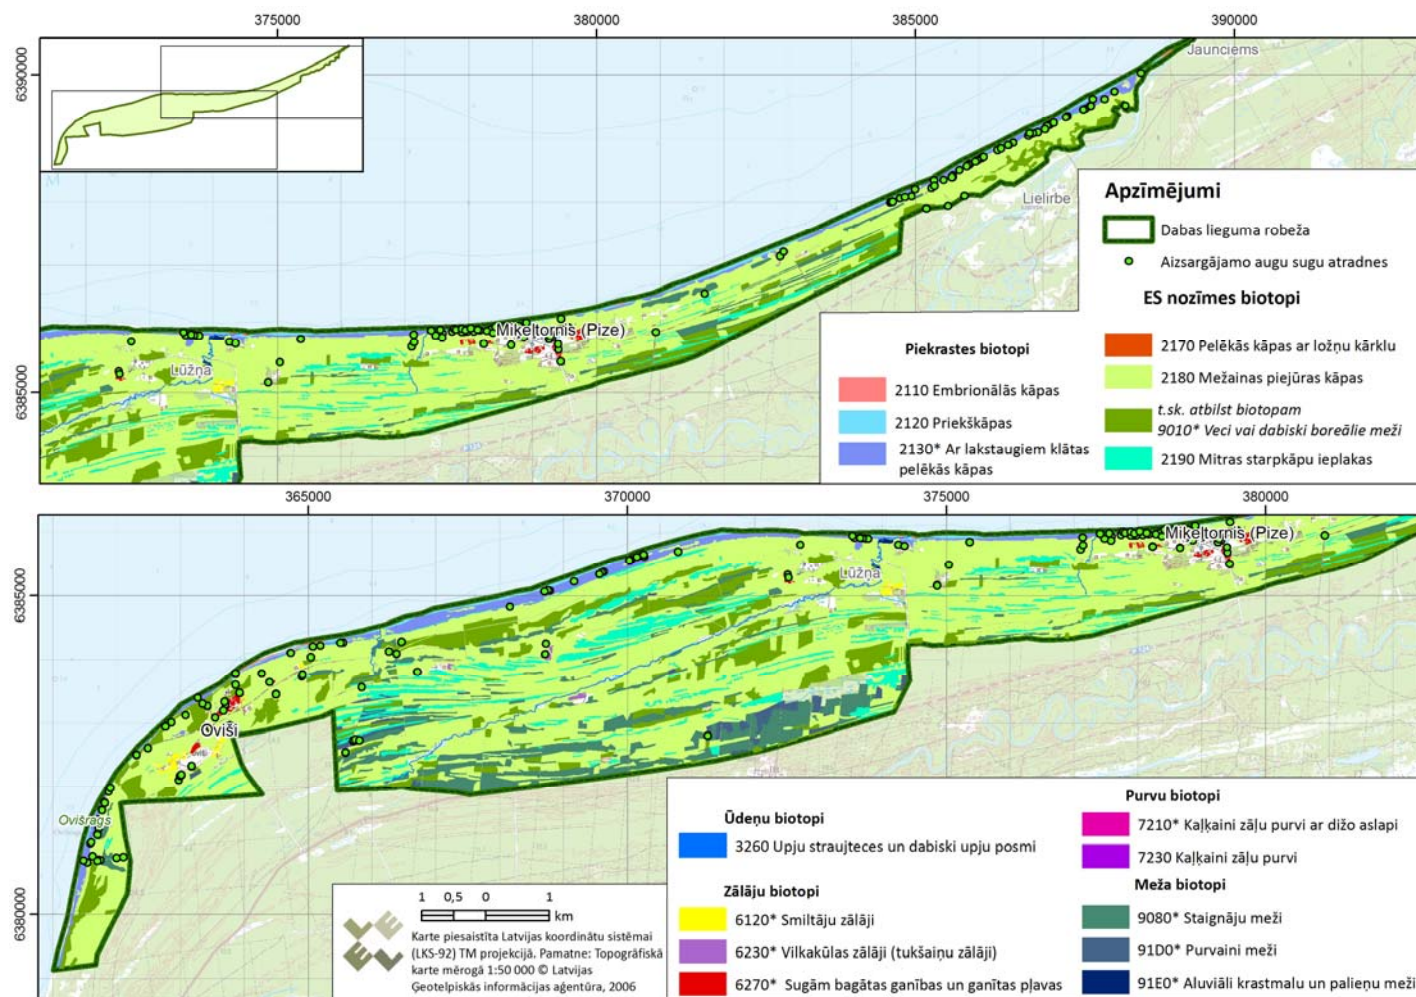 375000 380000 385000 390000
6390000
6385000
Jaunciems
Lielirbe
Miķeļtornis (Pize)
Lūžņa
Apzīmējumi
Dabas lieguma robeža
Aizsargājamo augu sugu atradnes
ES nozīmes biotopi
Piekrastes biotopi
2110 Embrionālās kāpas
2120 Priekškāpas
2130* Ar lakstaugiem klātas
pelēkās kāpas
2170 Pelēkās kāpas ar ložņu kārklu
2180 Mežainas piejūras kāpas
t.sk. atbilst biotopam
9010* Veci vai dabiski boreālie meži
2190 Mitras starpkāpu ieplakas
365000 370000 375000 380000
6385000
6380000
Miķeļtornis (Pize)
Lūžņa
Oviši
Ovišrags
1 0,5 0 1
km
Karte piesaistīta Latvijas koordinātu sistēmai
(LKS-92) TM projekcijā. Pamatne: Topogrāfiskā
karte mērogā 1:50 000 © Latvijas
Ģeotelpiskās informācijas aģentūra, 2006
Ūdeņu biotopi
3260 Upju straujteces un dabiski upju posmi
Zālāju biotopi
6120* Smiltāju zālāji
6230* Vilkakūlas zālāji (tukšaiņu zālāji)
6270* Sugām bagātas ganības un ganītas pļavas
Purvu biotopi
7210* Kaļķaini zāļu purvi ar dižo aslapi
7230 Kaļķaini zāļu purvi
Meža biotopi
9080* Staignāju meži
91D0* Purvaini meži
91E0* Aluviāli krastmalu un palieņu meži